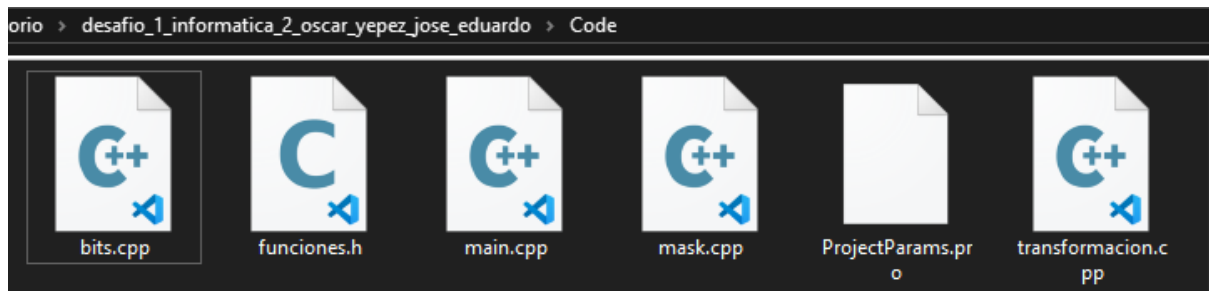 orio > desafio_1_informatica_2_oscar_yepez_jose_eduardo > Code
C++ C C++ C++ C++
bits.cpp funciones.h main.cpp mask.cpp ProjectParams.pr transformacion.c
o pp